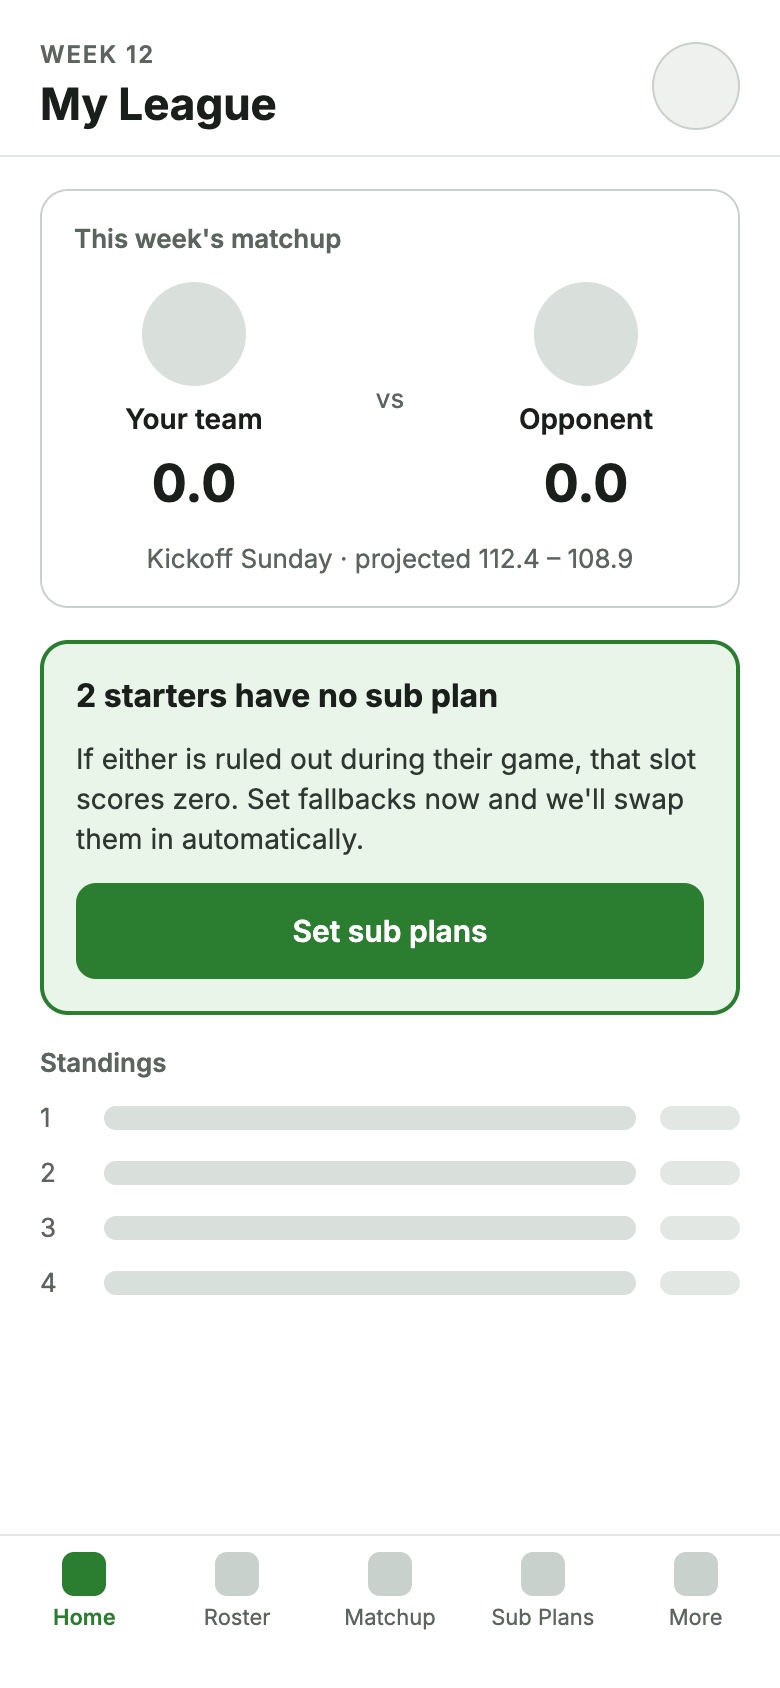 WEEK 12
My League
This week's matchup
Your team
vs
Opponent
0.0
0.0
Kickoff Sunday · projected 112.4 – 108.9
2 starters have no sub plan
If either is ruled out during their game, that slot
scores zero. Set fallbacks now and we'll swap
them in automatically.
Set sub plans
Standings
1
2
3
4
Home
Roster
Matchup
Sub Plans
More